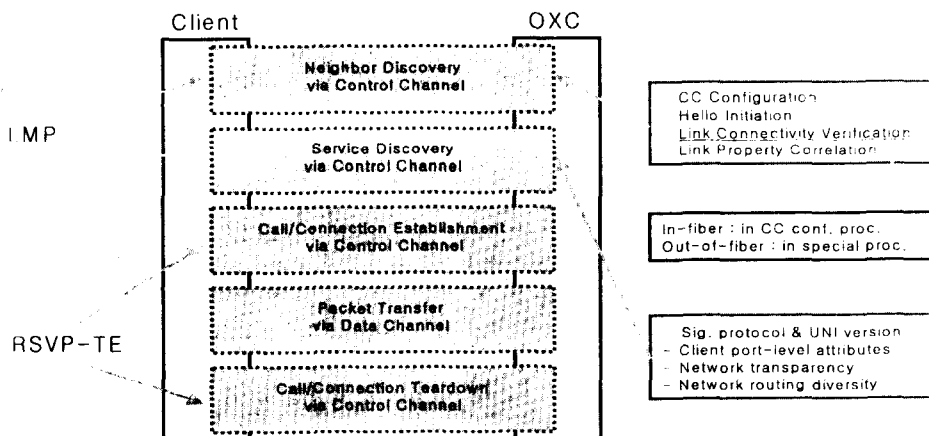 Client
OXC
Neighbor Discovery
via Control Channel
LMP
Service Discovery
via Control Channel
Call/Connection Establishment
via Control Channel
Packet Transfer
via Data Channel
RSVP-TE
Call/Connection Teardown
via Control Channel
CC Configuration
Hello Initiation
Link Connectivity Verification
Link Property Correlation
In-fiber : in CC conf. proc.
Out-of-fiber : in special proc.
Sig. protocol & UNI version
- Client port-level attributes
- Network transparency
- Network routing diversity